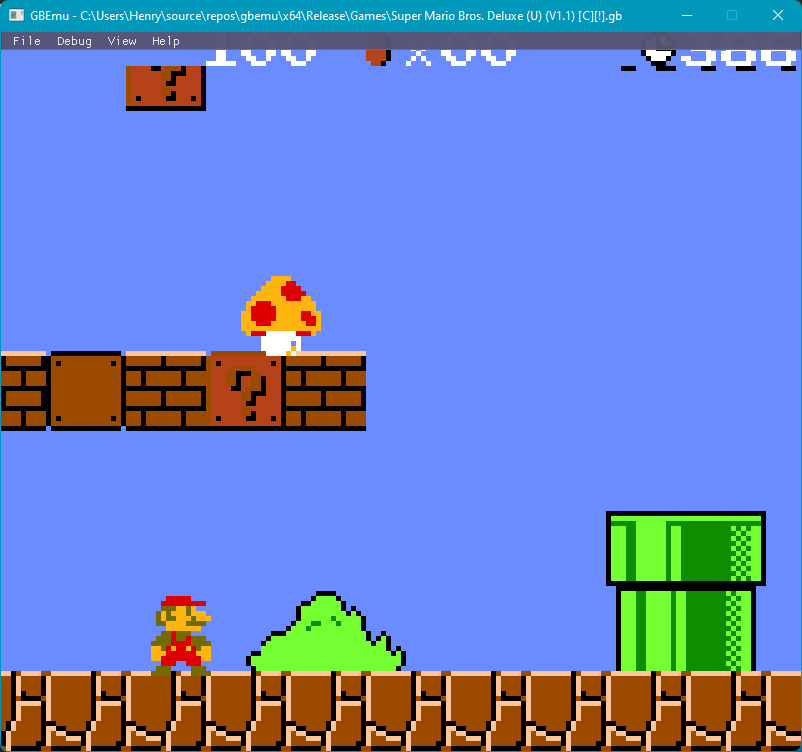 GBEmu - C:\Users\Henry\source\repos\gbemu\x64\Release\Games\Super Mario Bros. Deluxe (U) (V1.1) [C][!].gb
File Debug View Help
?
?